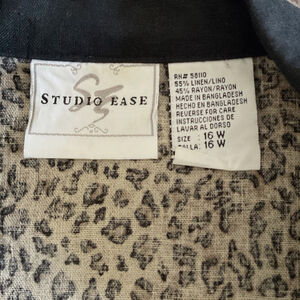 STUDIO EASE
RN# 58110
55% LINEN/LINO
45% RAYON/RAYON
MADE IN BANGLADESH
HECHO EN BANGLADESH
REVERSE FOR CARE
INSTRUCCIONES DE
LAVAR AL DORSO
SIZE : 16 W
TALLA: 16 W